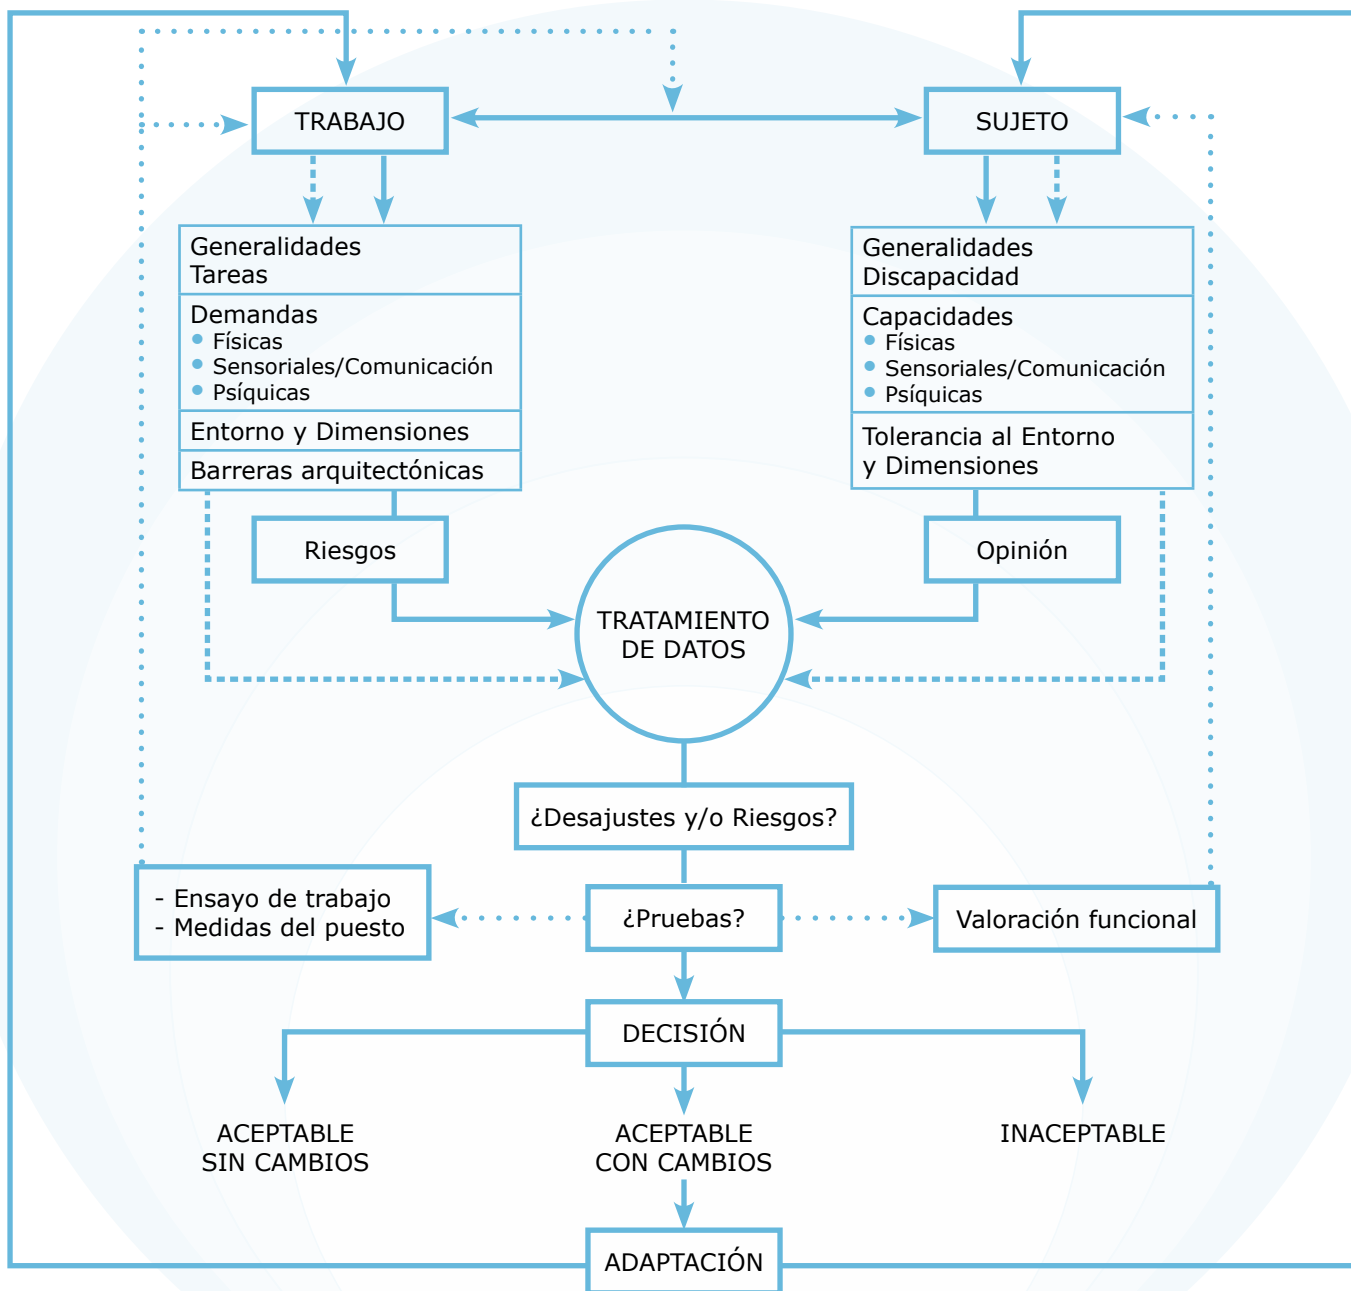 TRABAJO
SUJETO
Generalidades
Tareas
Demandas
• Físicas
• Sensoriales/Comunicación
• Psíquicas
Entorno y Dimensiones
Barreras arquitectónicas
Generalidades
Discapacidad
Capacidades
• Físicas
• Sensoriales/Comunicación
• Psíquicas
Tolerancia al Entorno
y Dimensiones
Riesgos
Opinión
TRATAMIENTO
DE DATOS
¿Desajustes y/o Riesgos?
- Ensayo de trabajo
- Medidas del puesto
¿Pruebas?
Valoración funcional
DECISIÓN
ACEPTABLE
SIN CAMBIOS
ACEPTABLE
CON CAMBIOS
INACEPTABLE
ADAPTACIÓN